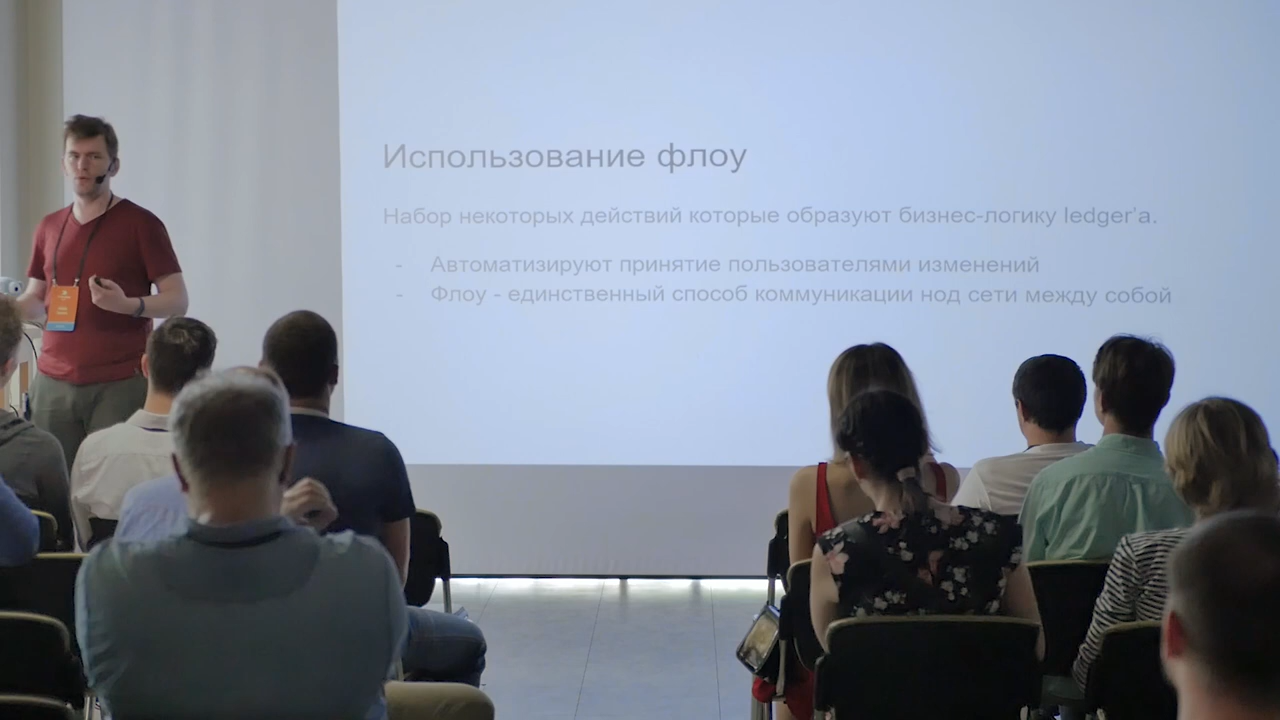 Использование флоу
Набор некоторых действий которые образуют бизнес-логику ledger'а.
- Автоматизируют принятие пользователями изменений
- Флоу - единственный способ коммуникации нод сети между собой